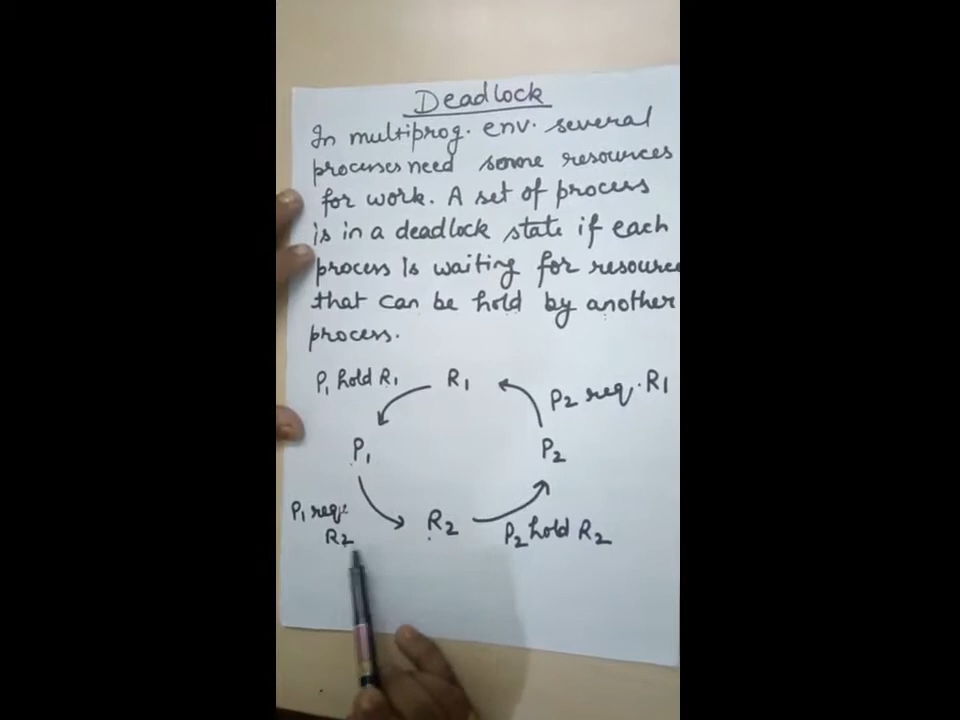 Deadlock
In multiprog. env. several
processes need some resources
for work. A set of process
is in a deadlock state if each
process is waiting for resource
that can be hold by another
process.
P1 hold R1
R1
P2 req. R1
P1
P2
P1 req.
R2
R2
P2 hold R2